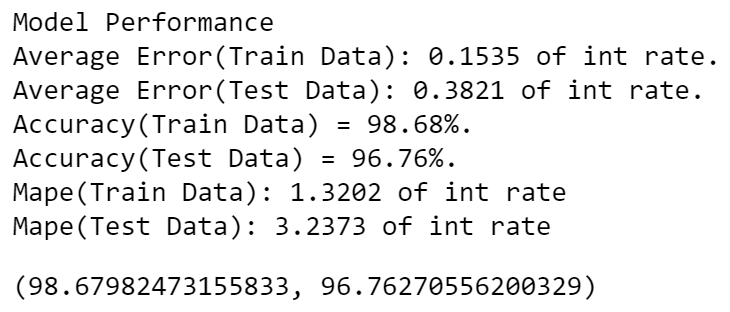 Model Performance
Average Error(Train Data): 0.1535 of int rate.
Average Error(Test Data): 0.3821 of int rate.
Accuracy(Train Data) = 98.68%.
Accuracy(Test Data) = 96.76%.
Mape(Train Data): 1.3202 of int rate
Mape(Test Data): 3.2373 of int rate
(98.67982473155833, 96.76270556200329)